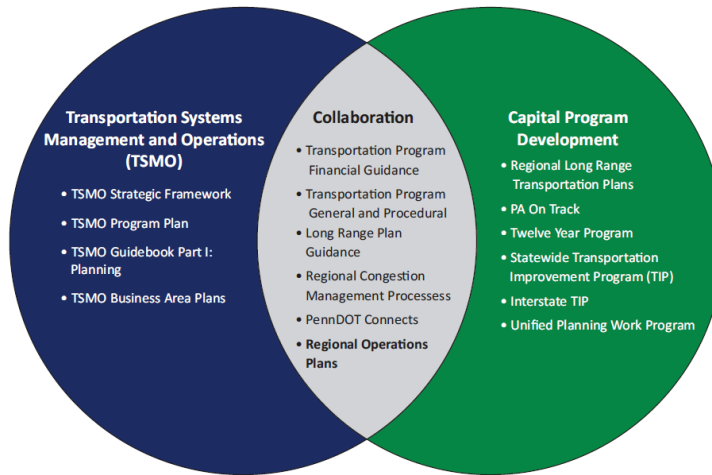 Transportation Systems
Management and Operations
(TSMO)
• TSMO Strategic Framework
• TSMO Program Plan
• TSMO Guidebook Part I:
Planning
• TSMO Business Area Plans
Collaboration
• Transportation Program
Financial Guidance
• Transportation Program
General and Procedural
• Long Range Plan
Guidance
• Regional Congestion
Management Processess
• PennDOT Connects
• Regional Operations
Plans
Capital Program
Development
• Regional Long Range
Transportation Plans
• PA On Track
• Twelve Year Program
• Statewide Transportation
Improvement Program (TIP)
• Interstate TIP
• Unified Planning Work Program